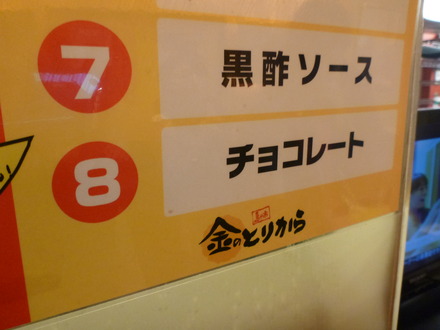 7 黒酢ソース
8 チョコレート
金のとりから